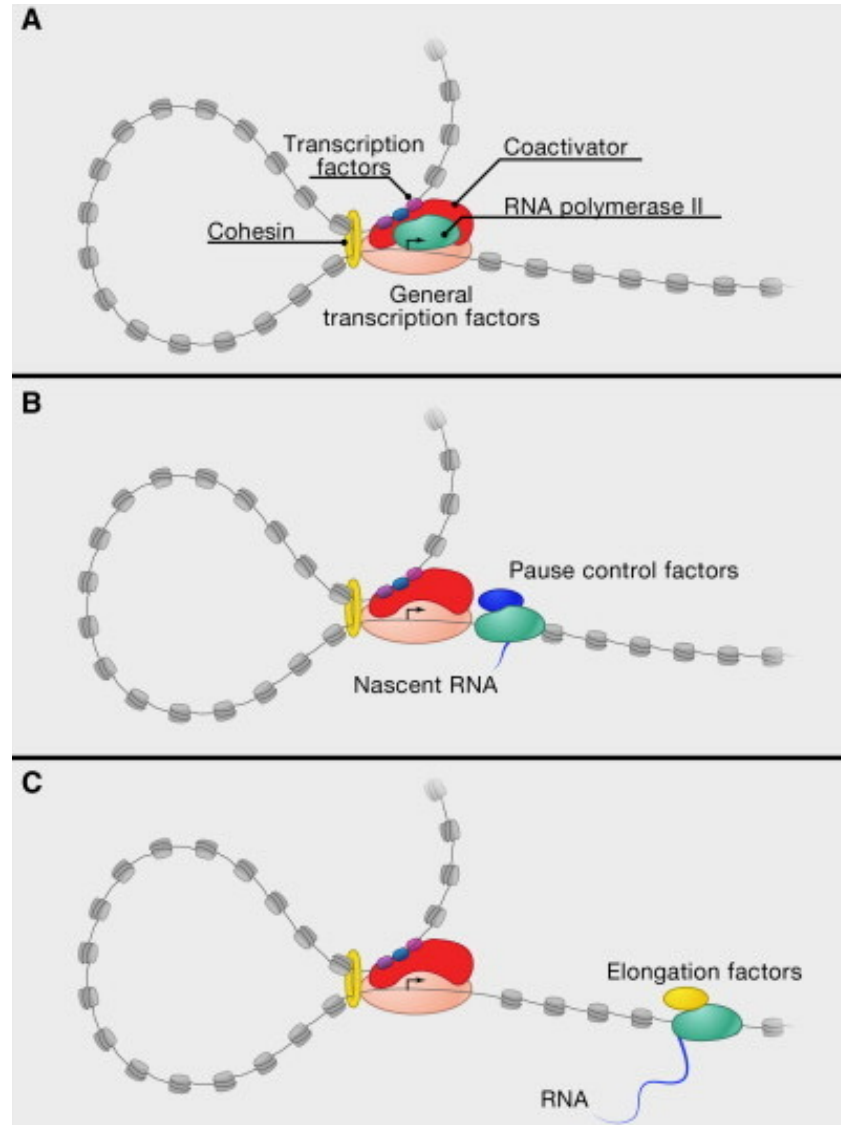 A
Transcription
factors
Coactivator
RNA polymerase II
Cohesin
General
transcription factors
B
Pause control factors
Nascent RNA
C
Elongation factors
RNA